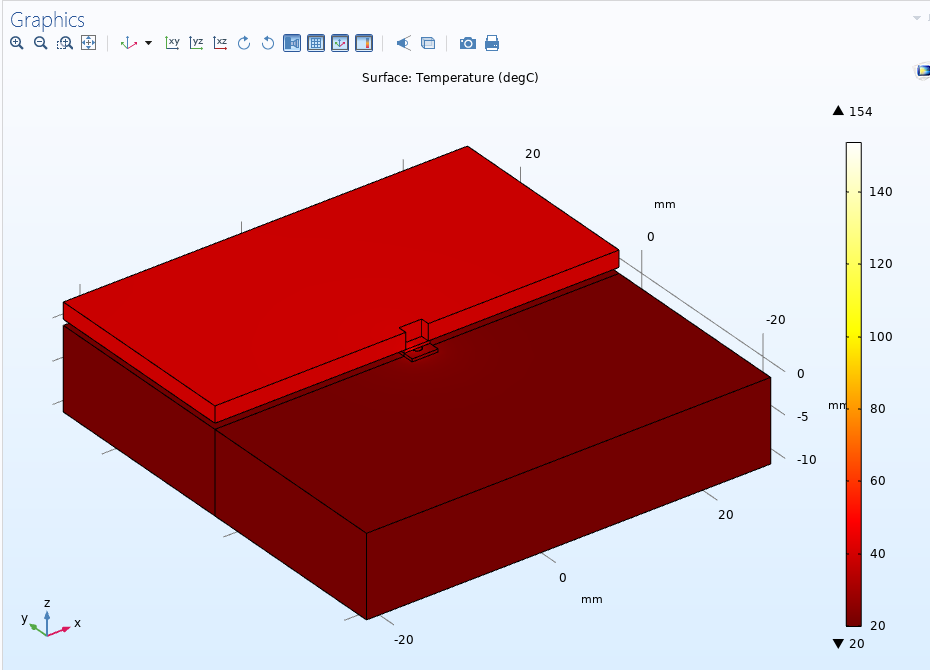 Graphics
xy yz xz
Surface: Temperature (degC)
▲ 154
20
140
mm
0
120
100
-20
0
mm
80
-5
-10
60
20
40
0
mm
20
-20
▼ 20
z
y
x